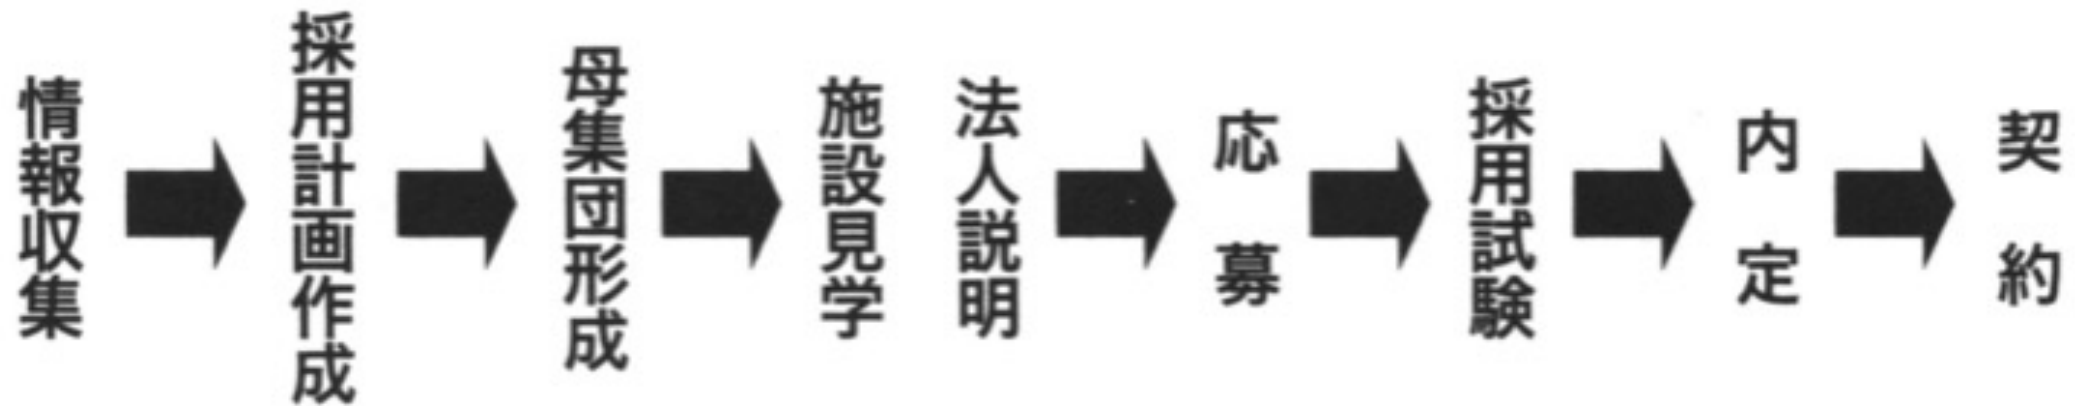 情報収集
採用計画作成
母集団形成
法人説明
施設見学
応募
採用試験
内定
契約